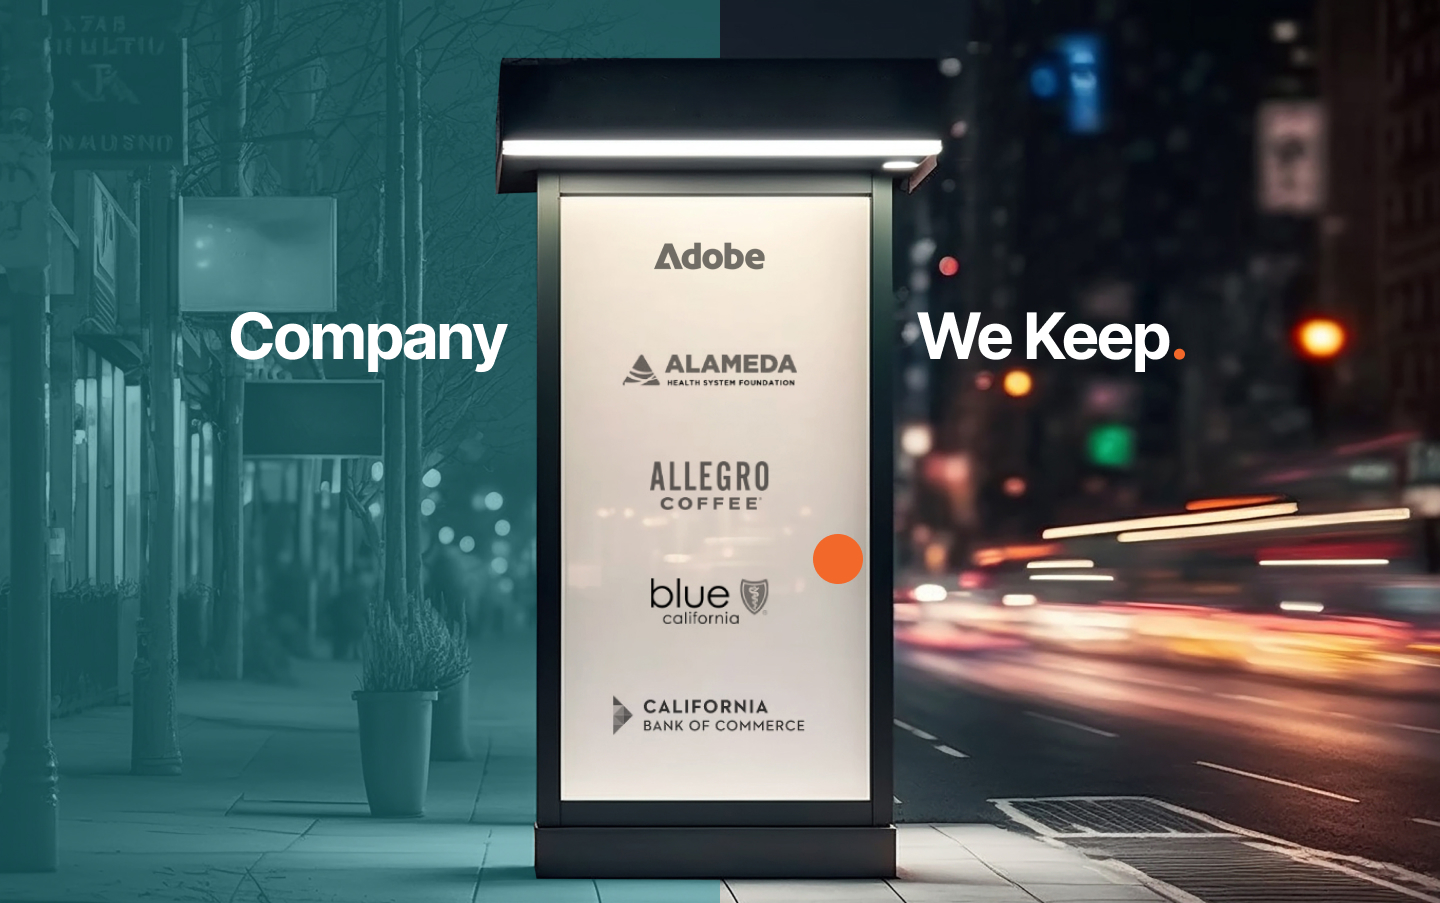 Company
We Keep.
Adobe
ALAMEDA
HEALTH SYSTEM FOUNDATION
ALLEGRO
COFFEE
blue
california
CALIFORNIA
BANK OF COMMERCE